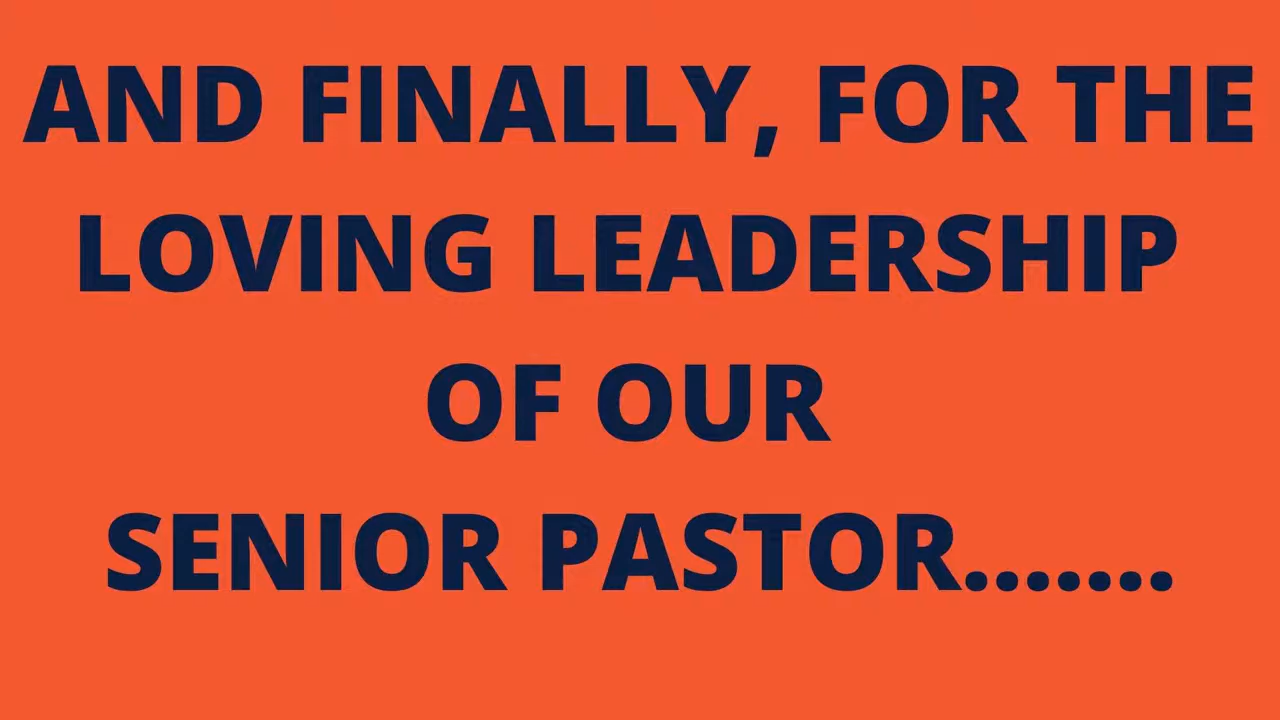 AND FINALLY, FOR THE
LOVING LEADERSHIP
OF OUR
SENIOR PASTOR.......